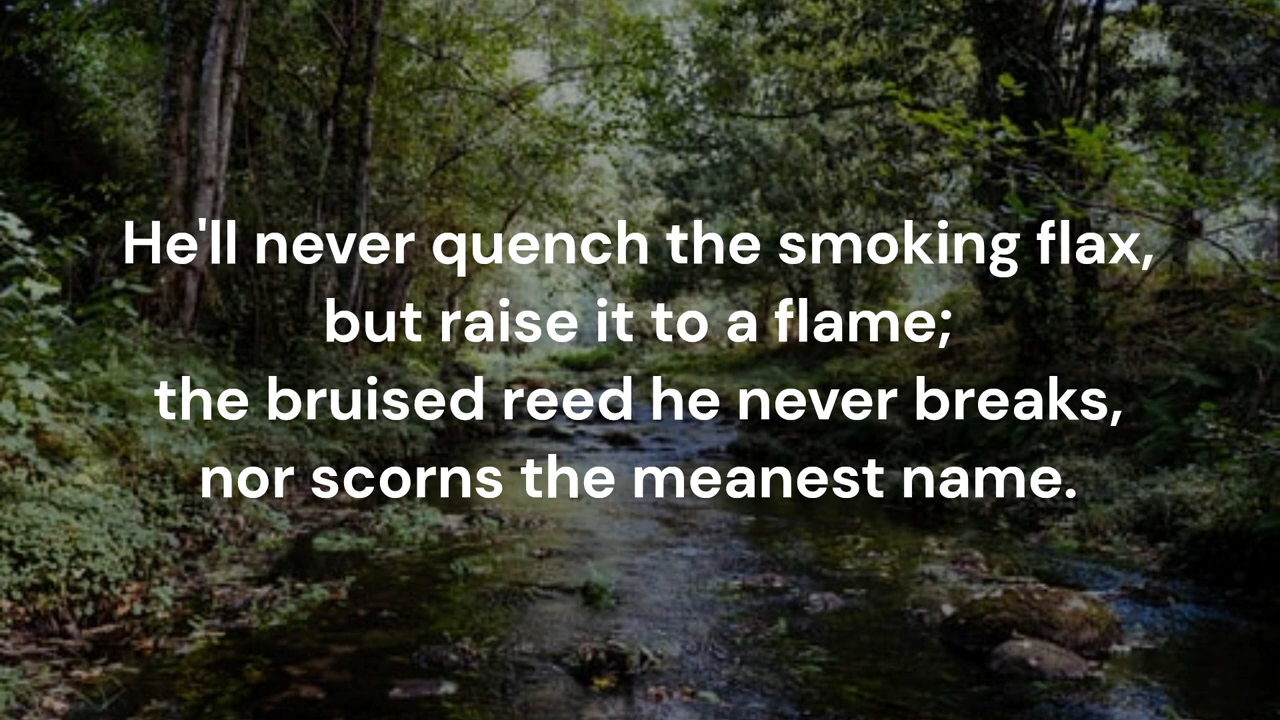 He'll never quench the smoking flax,
but raise it to a flame;
the bruised reed he never breaks,
nor scorns the meanest name.